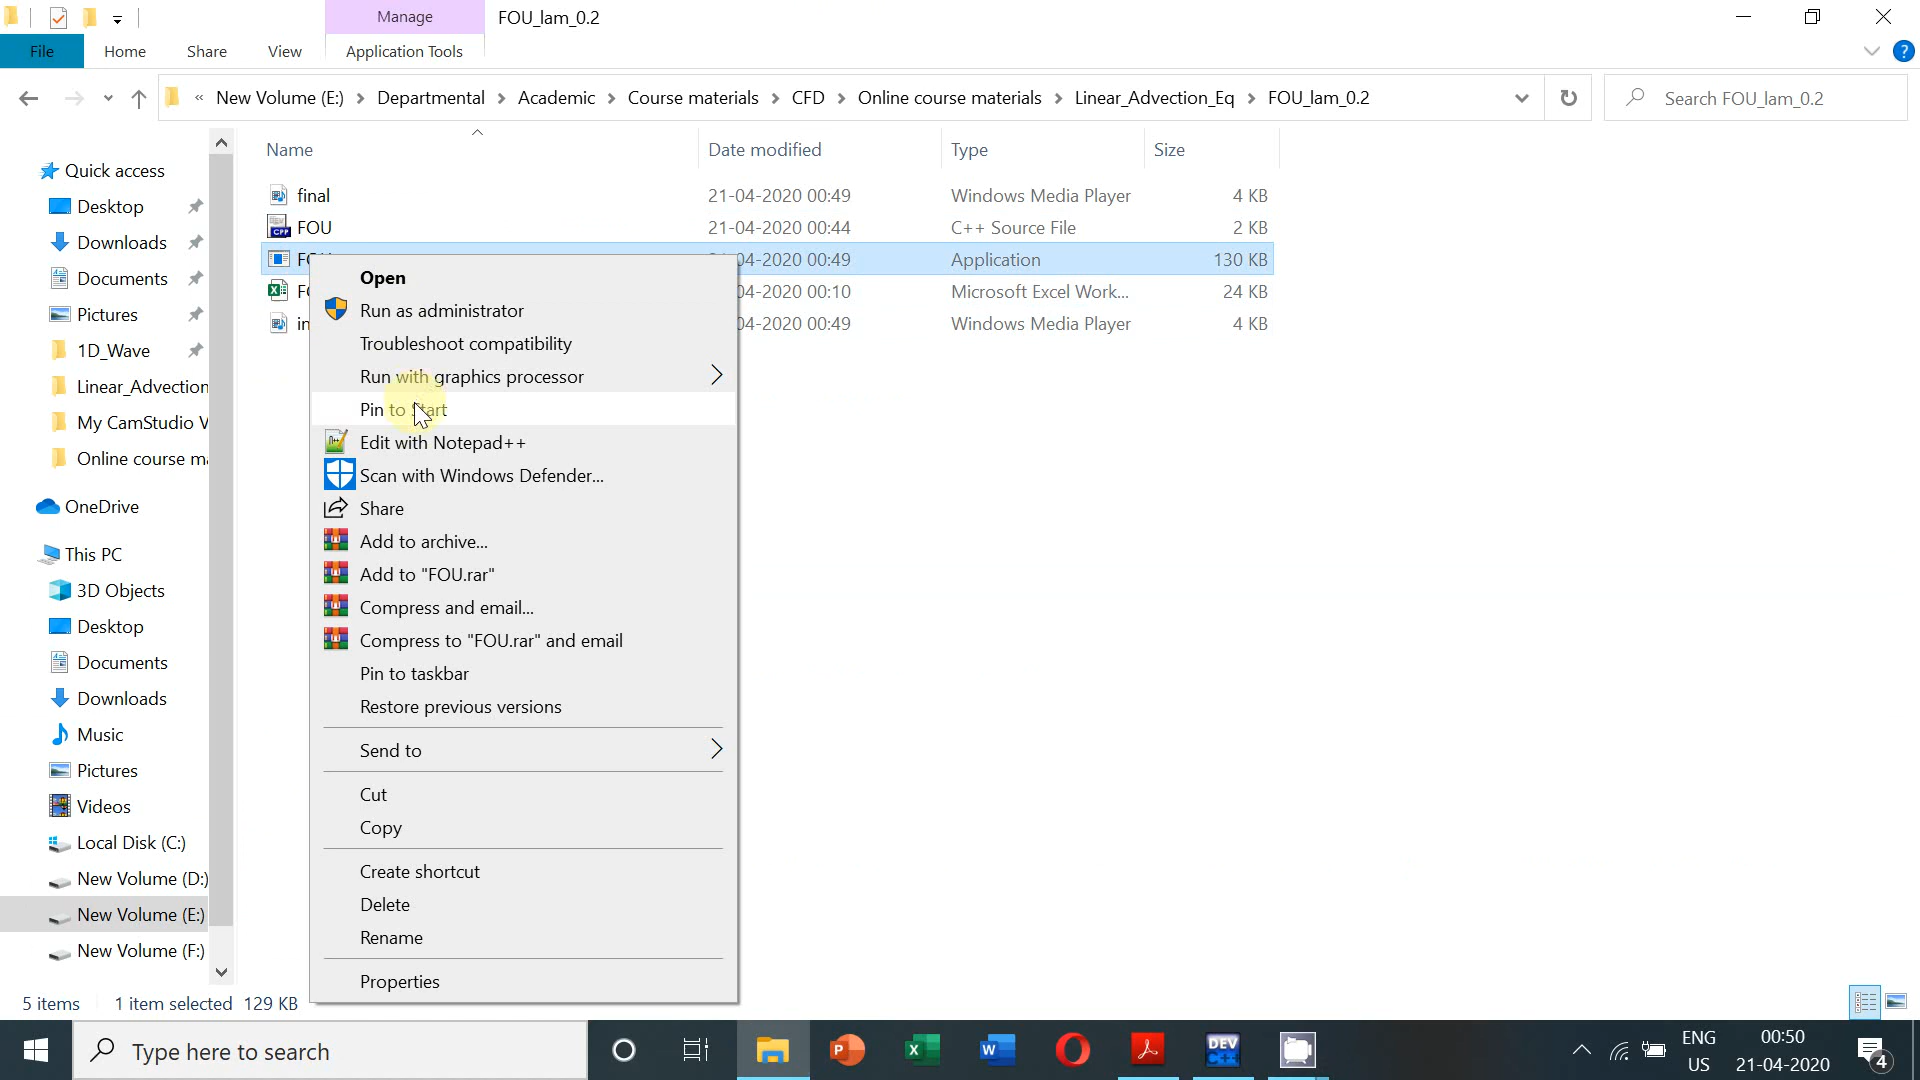 Manage
FOU_lam_0.2
File
Home
Share
View
Application Tools
?
«
New Volume (E:)
Departmental
Academic
Course materials
CFD
Online course materials
Linear_Advection_Eq
FOU_lam_0.2
Search FOU_lam_0.2
Name
Date modified
Type
Size
Quick access
Desktop
Downloads
Documents
Pictures
1D_Wave
Linear_Advection
My CamStudio V
Online course ma
OneDrive
This PC
3D Objects
Desktop
Documents
Downloads
Music
Pictures
Videos
Local Disk (C:)
New Volume (D:)
New Volume (E:)
New Volume (F:)
final 21-04-2020 00:49 Windows Media Player 4 KB
FOU 21-04-2020 00:44 C++ Source File 2 KB
04-2020 00:49 Application 130 KB
04-2020 00:10 Microsoft Excel Work... 24 KB
in 04-2020 00:49 Windows Media Player 4 KB
Open
Run as administrator
Troubleshoot compatibility
Run with graphics processor
Pin to Start
Edit with Notepad++
Scan with Windows Defender...
Share
Add to archive...
Add to "FOU.rar"
Compress and email...
Compress to "FOU.rar" and email
Pin to taskbar
Restore previous versions
Send to
Cut
Copy
Create shortcut
Delete
Rename
Properties
5 items
1 item selected 129 KB
Type here to search
DEV
C++
ENG
US
00:50
21-04-2020
4